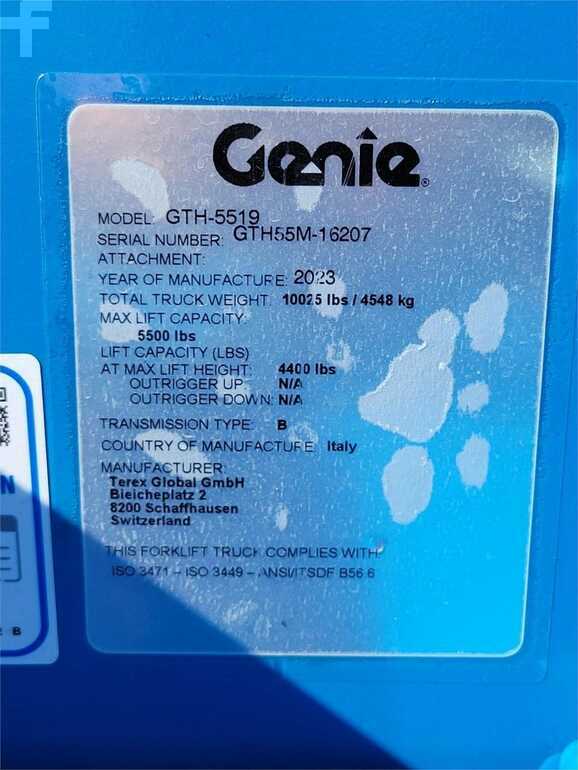 Genie
MODEL: GTH-5519
SERIAL NUMBER: GTH55M-16207
ATTACHMENT:
YEAR OF MANUFACTURE: 2023
TOTAL TRUCK WEIGHT: 10025 lbs / 4548 kg
MAX LIFT CAPACITY:
5500 lbs
LIFT CAPACITY (LBS)
AT MAX LIFT HEIGHT: 4400 lbs
OUTRIGGER UP: N/A
OUTRIGGER DOWN: N/A
TRANSMISSION TYPE: B
COUNTRY OF MANUFACTURE: Italy
MANUFACTURER:
Terex Global GmbH
Bleicheplatz 2
8200 Schaffhausen
Switzerland
THIS FORKLIFT TRUCK COMPLIES WITH:
ISO 3471 – ISO 3449 – ANSI/ITSDF B56.6
N
B